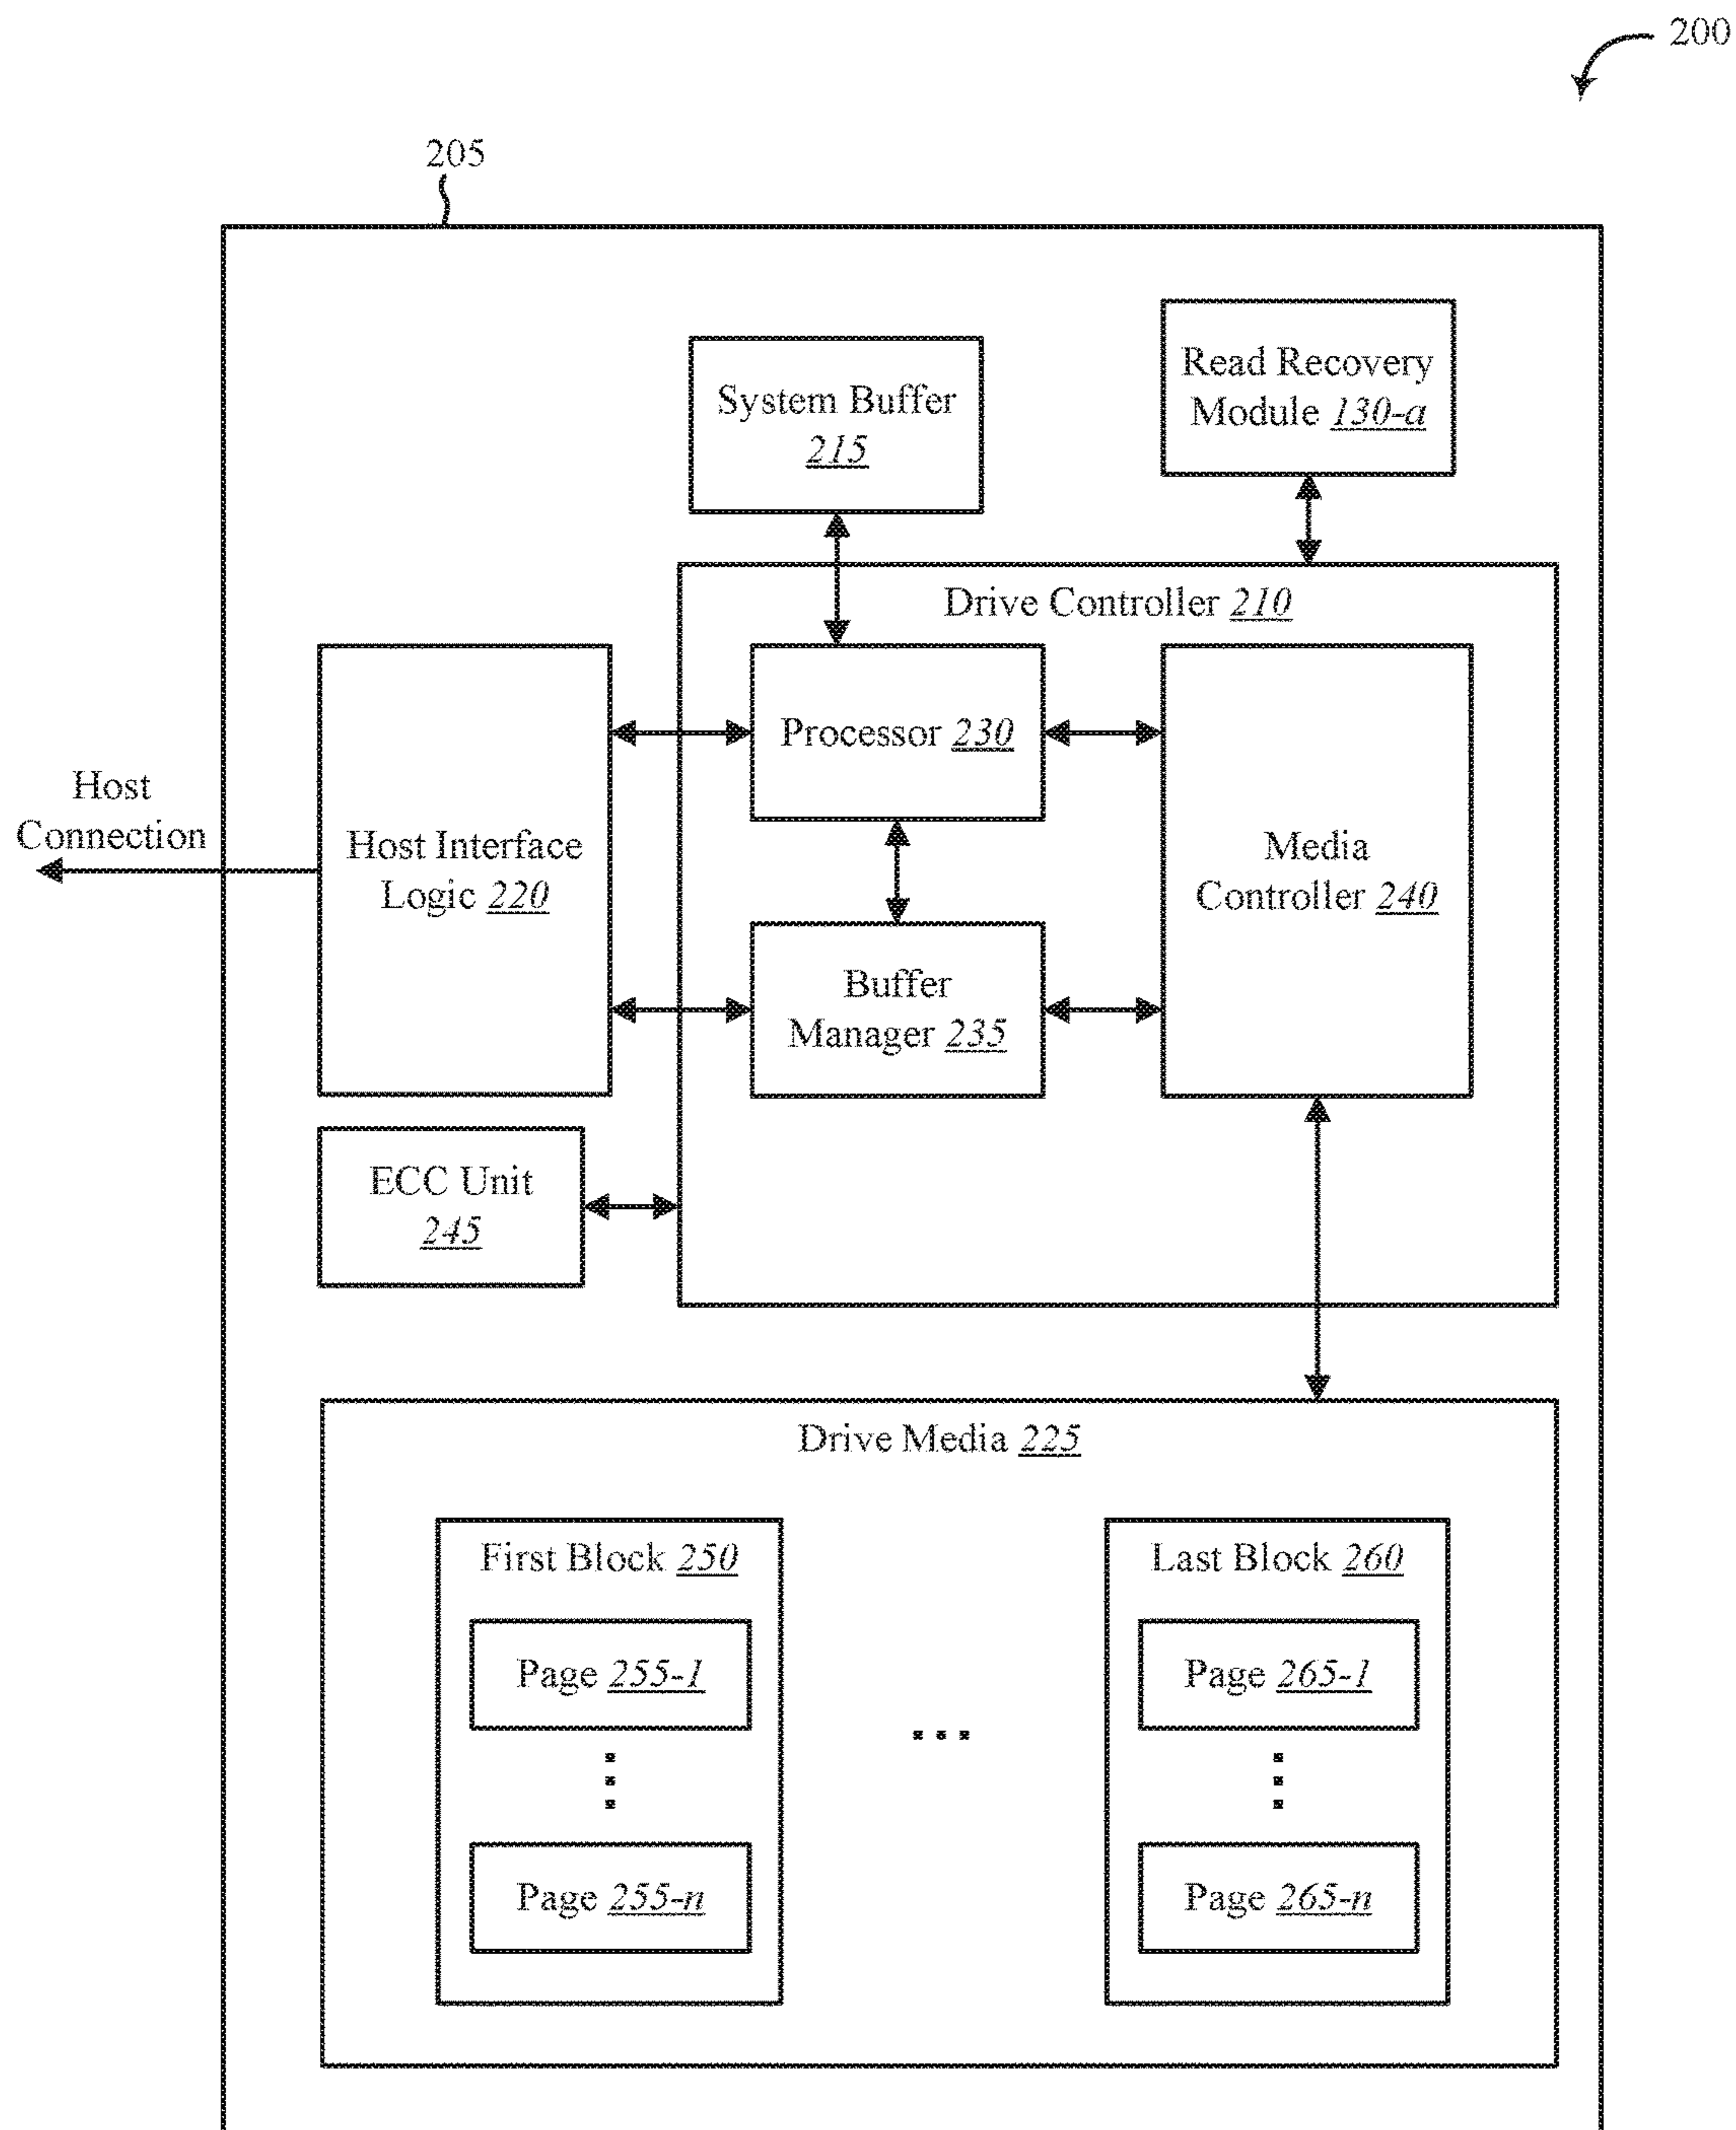 200
205
System Buffer
215
Read Recovery
Module 130-a
Drive Controller 210
Host
Connection
Host Interface
Logic 220
Processor 230
Media
Controller 240
Buffer
Manager 235
ECC Unit
245
Drive Media 225
First Block 250
Page 255-1
⋮
Page 255-n
...
Last Block 260
Page 265-1
⋮
Page 265-n